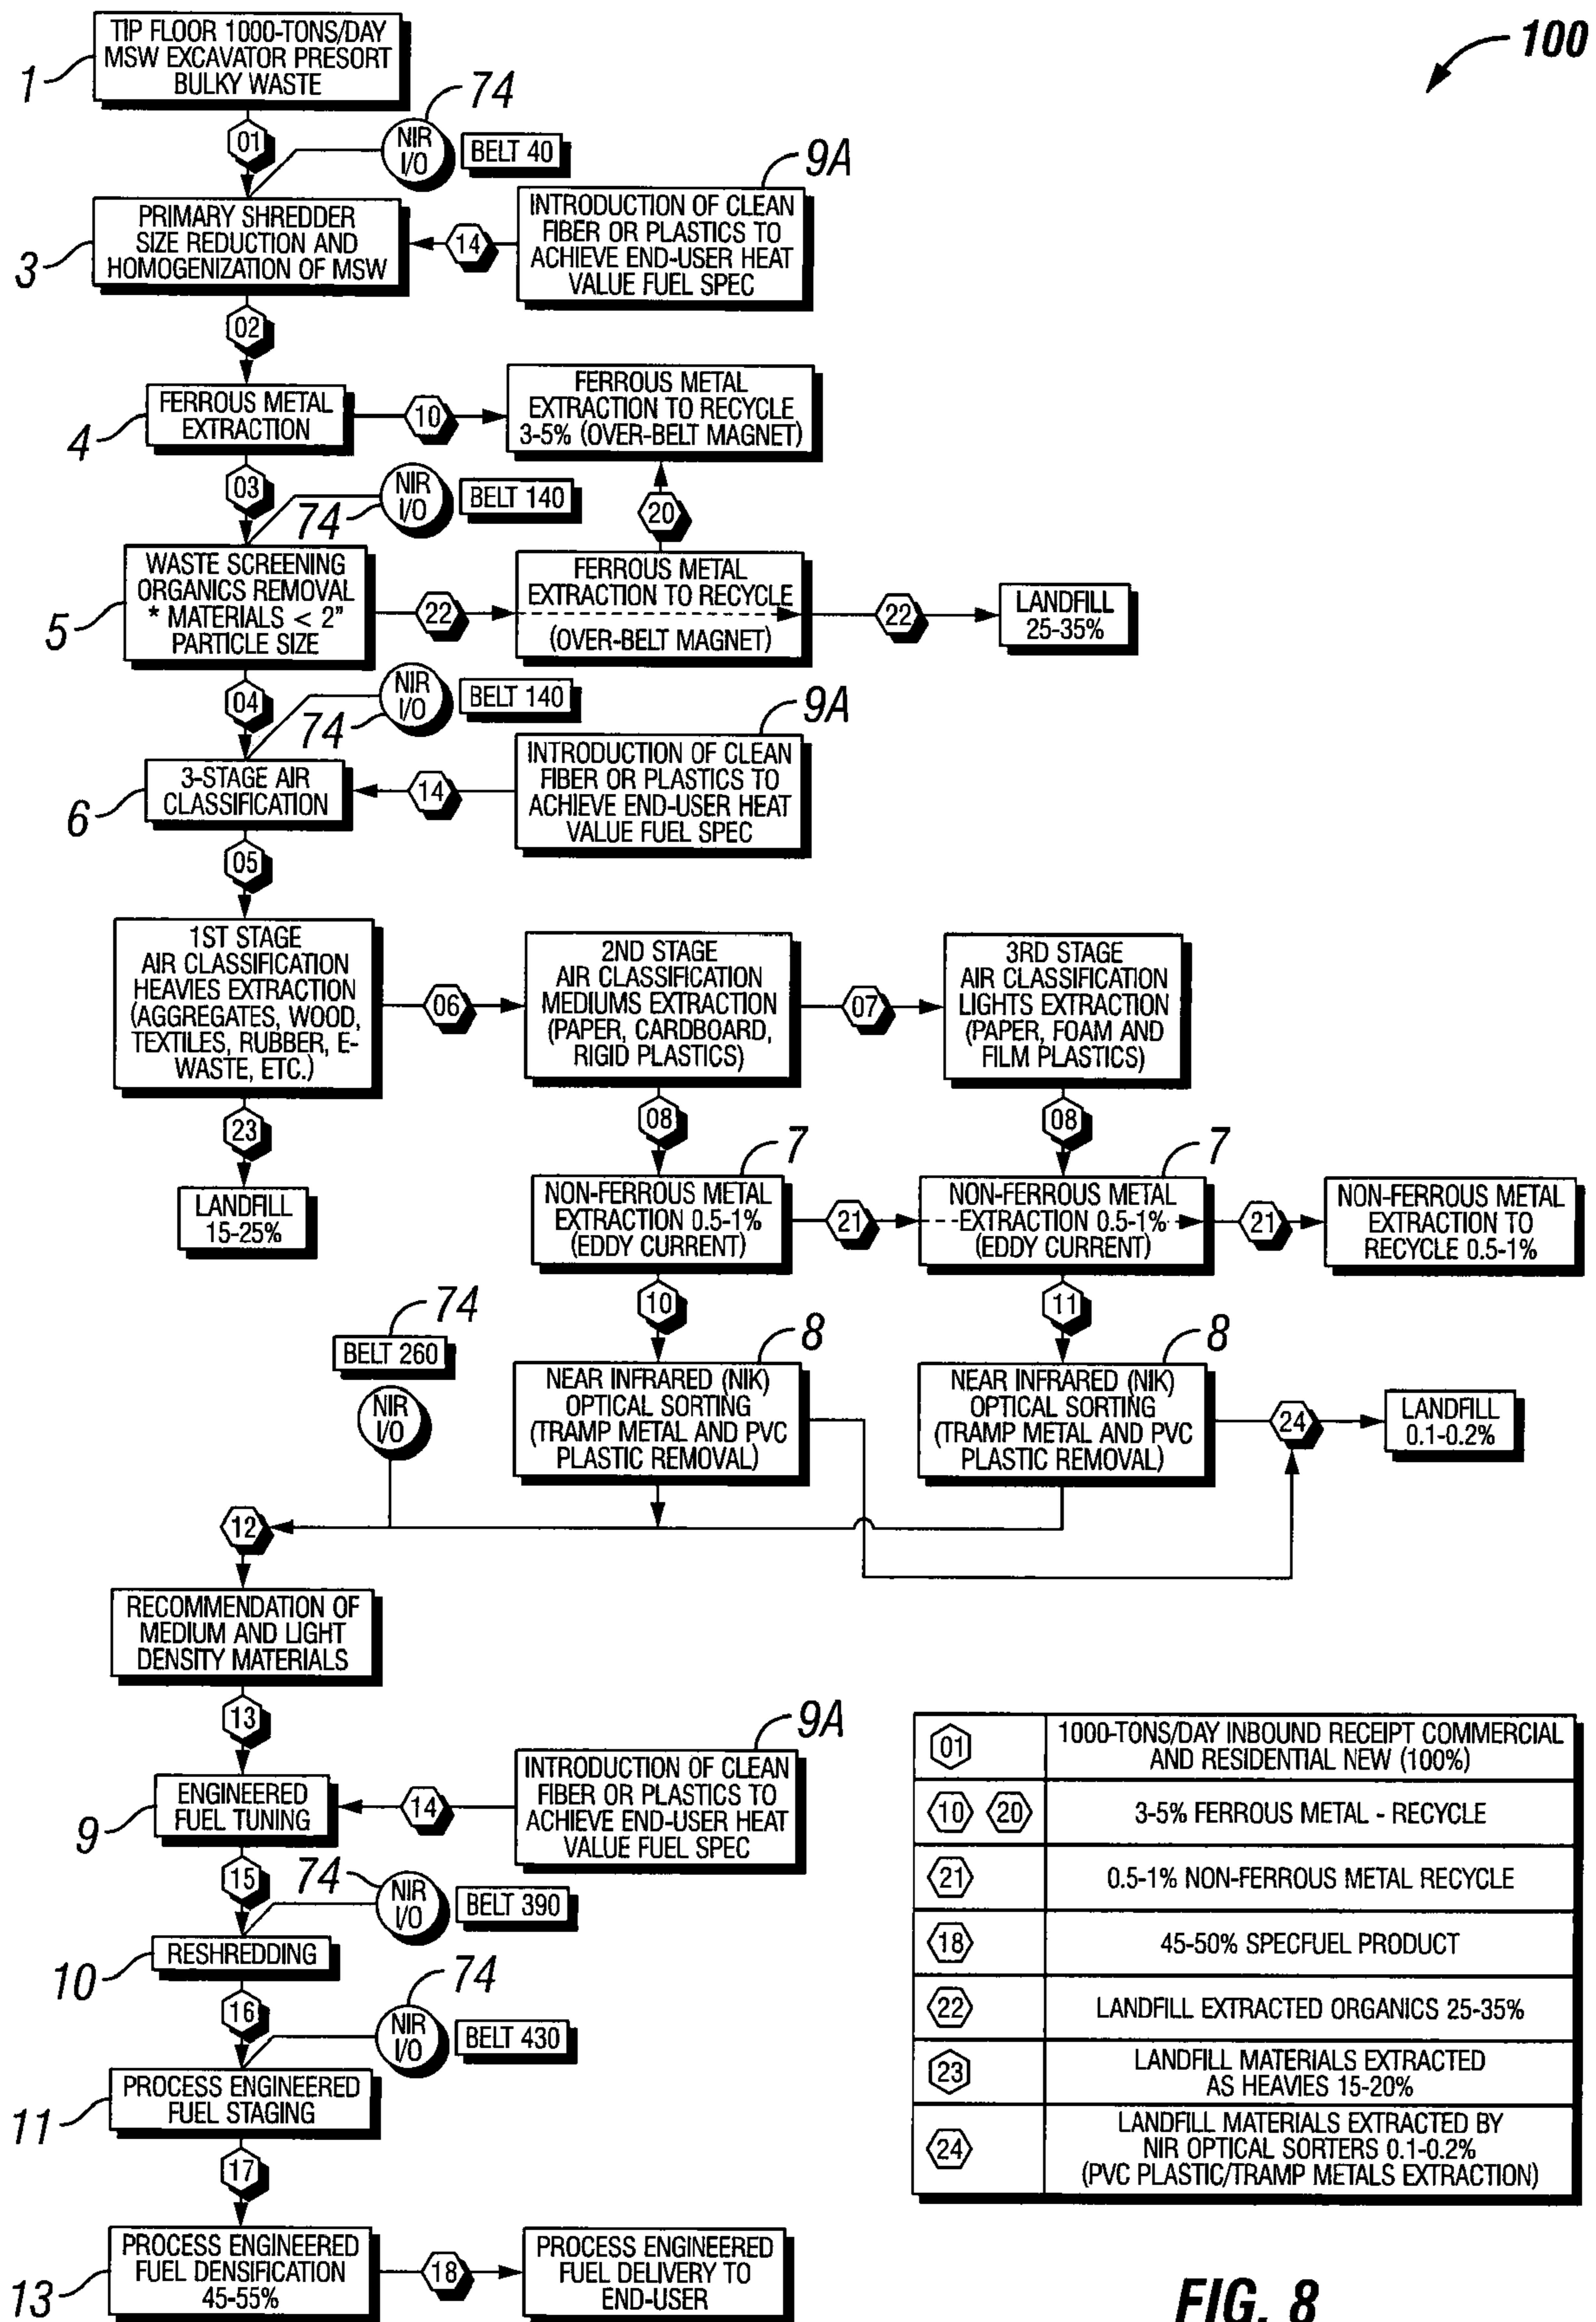 100
TIP FLOOR 1000-TONS/DAY
MSW EXCAVATOR PRESORT
BULKY WASTE
1
74
01
NIR
I/O
BELT 40
9A
PRIMARY SHREDDER
SIZE REDUCTION AND
HOMOGENIZATION OF MSW
3
14
INTRODUCTION OF CLEAN
FIBER OR PLASTICS TO
ACHIEVE END-USER HEAT
VALUE FUEL SPEC
02
FERROUS METAL
EXTRACTION
4
10
FERROUS METAL
EXTRACTION TO RECYCLE
3-5% (OVER-BELT MAGNET)
03
NIR
I/O
74
BELT 140
20
WASTE SCREENING
ORGANICS REMOVAL
* MATERIALS < 2"
PARTICLE SIZE
5
22
FERROUS METAL
EXTRACTION TO RECYCLE
(OVER-BELT MAGNET)
22
LANDFILL
25-35%
04
NIR
I/O
74
BELT 140
9A
3-STAGE AIR
CLASSIFICATION
6
14
INTRODUCTION OF CLEAN
FIBER OR PLASTICS TO
ACHIEVE END-USER HEAT
VALUE FUEL SPEC
05
1ST STAGE
AIR CLASSIFICATION
HEAVIES EXTRACTION
(AGGREGATES, WOOD,
TEXTILES, RUBBER, E-
WASTE, ETC.)
06
2ND STAGE
AIR CLASSIFICATION
MEDIUMS EXTRACTION
(PAPER, CARDBOARD,
RIGID PLASTICS)
07
3RD STAGE
AIR CLASSIFICATION
LIGHTS EXTRACTION
(PAPER, FOAM AND
FILM PLASTICS)
23
08
08
LANDFILL
15-25%
7
NON-FERROUS METAL
EXTRACTION 0.5-1%
(EDDY CURRENT)
21
7
NON-FERROUS METAL
EXTRACTION 0.5-1%
(EDDY CURRENT)
21
NON-FERROUS METAL
EXTRACTION TO
RECYCLE 0.5-1%
10
11
74
BELT 260
NIR
I/O
8
NEAR INFRARED (NIK)
OPTICAL SORTING
(TRAMP METAL AND PVC
PLASTIC REMOVAL)
8
NEAR INFRARED (NIK)
OPTICAL SORTING
(TRAMP METAL AND PVC
PLASTIC REMOVAL)
24
LANDFILL
0.1-0.2%
12
RECOMMENDATION OF
MEDIUM AND LIGHT
DENSITY MATERIALS
13
9A
ENGINEERED
FUEL TUNING
9
14
INTRODUCTION OF CLEAN
FIBER OR PLASTICS TO
ACHIEVE END-USER HEAT
VALUE FUEL SPEC
15
74
NIR
I/O
BELT 390
RESHREDDING
10
74
16
NIR
I/O
BELT 430
PROCESS ENGINEERED
FUEL STAGING
11
17
PROCESS ENGINEERED
FUEL DENSIFICATION
45-55%
13
18
PROCESS ENGINEERED
FUEL DELIVERY TO
END-USER
01 1000-TONS/DAY INBOUND RECEIPT COMMERCIAL
AND RESIDENTIAL NEW (100%)
10 20 3-5% FERROUS METAL - RECYCLE
21 0.5-1% NON-FERROUS METAL RECYCLE
18 45-50% SPECFUEL PRODUCT
22 LANDFILL EXTRACTED ORGANICS 25-35%
23 LANDFILL MATERIALS EXTRACTED
AS HEAVIES 15-20%
24 LANDFILL MATERIALS EXTRACTED BY
NIR OPTICAL SORTERS 0.1-0.2%
(PVC PLASTIC/TRAMP METALS EXTRACTION)
FIG. 8